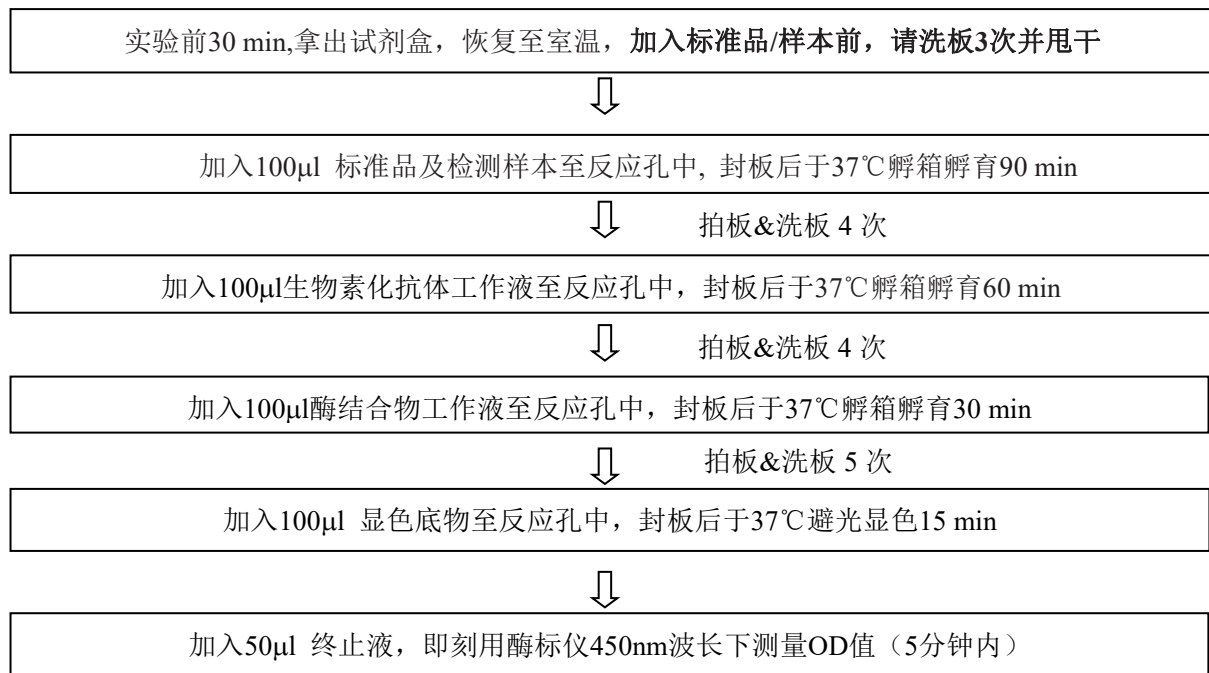 实验前30 min,拿出试剂盒，恢复至室温，加入标准品/样本前，请洗板3次并甩干
加入100μl 标准品及检测样本至反应孔中, 封板后于37℃孵箱孵育90 min
拍板&洗板 4 次
加入100μl生物素化抗体工作液至反应孔中，封板后于37℃孵箱孵育60 min
拍板&洗板 4 次
加入100μl酶结合物工作液至反应孔中，封板后于37℃孵箱孵育30 min
拍板&洗板 5 次
加入100μl 显色底物至反应孔中，封板后于37℃避光显色15 min
加入50μl 终止液，即刻用酶标仪450nm波长下测量OD值（5分钟内）